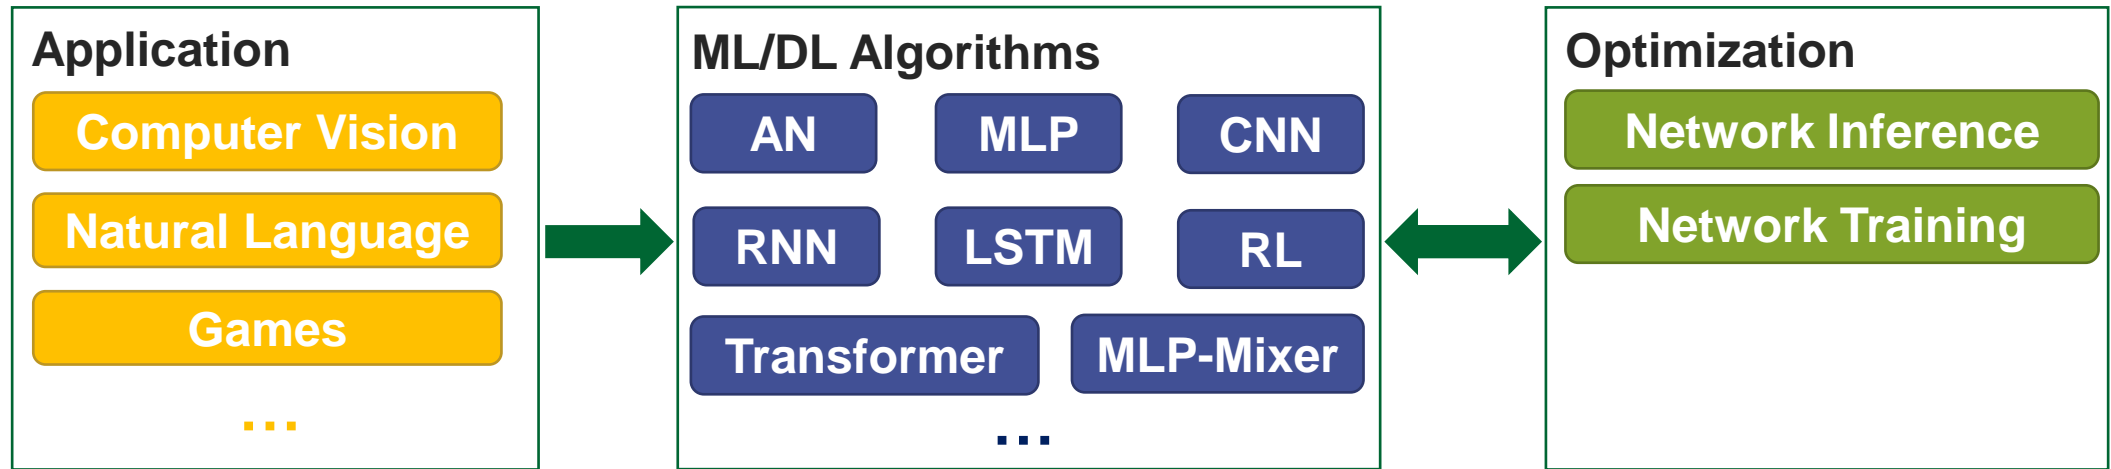 Application
Computer Vision
Natural Language
Games
...
ML/DL Algorithms
AN MLP CNN
RNN LSTM RL
Transformer MLP-Mixer
...
Optimization
Network Inference
Network Training